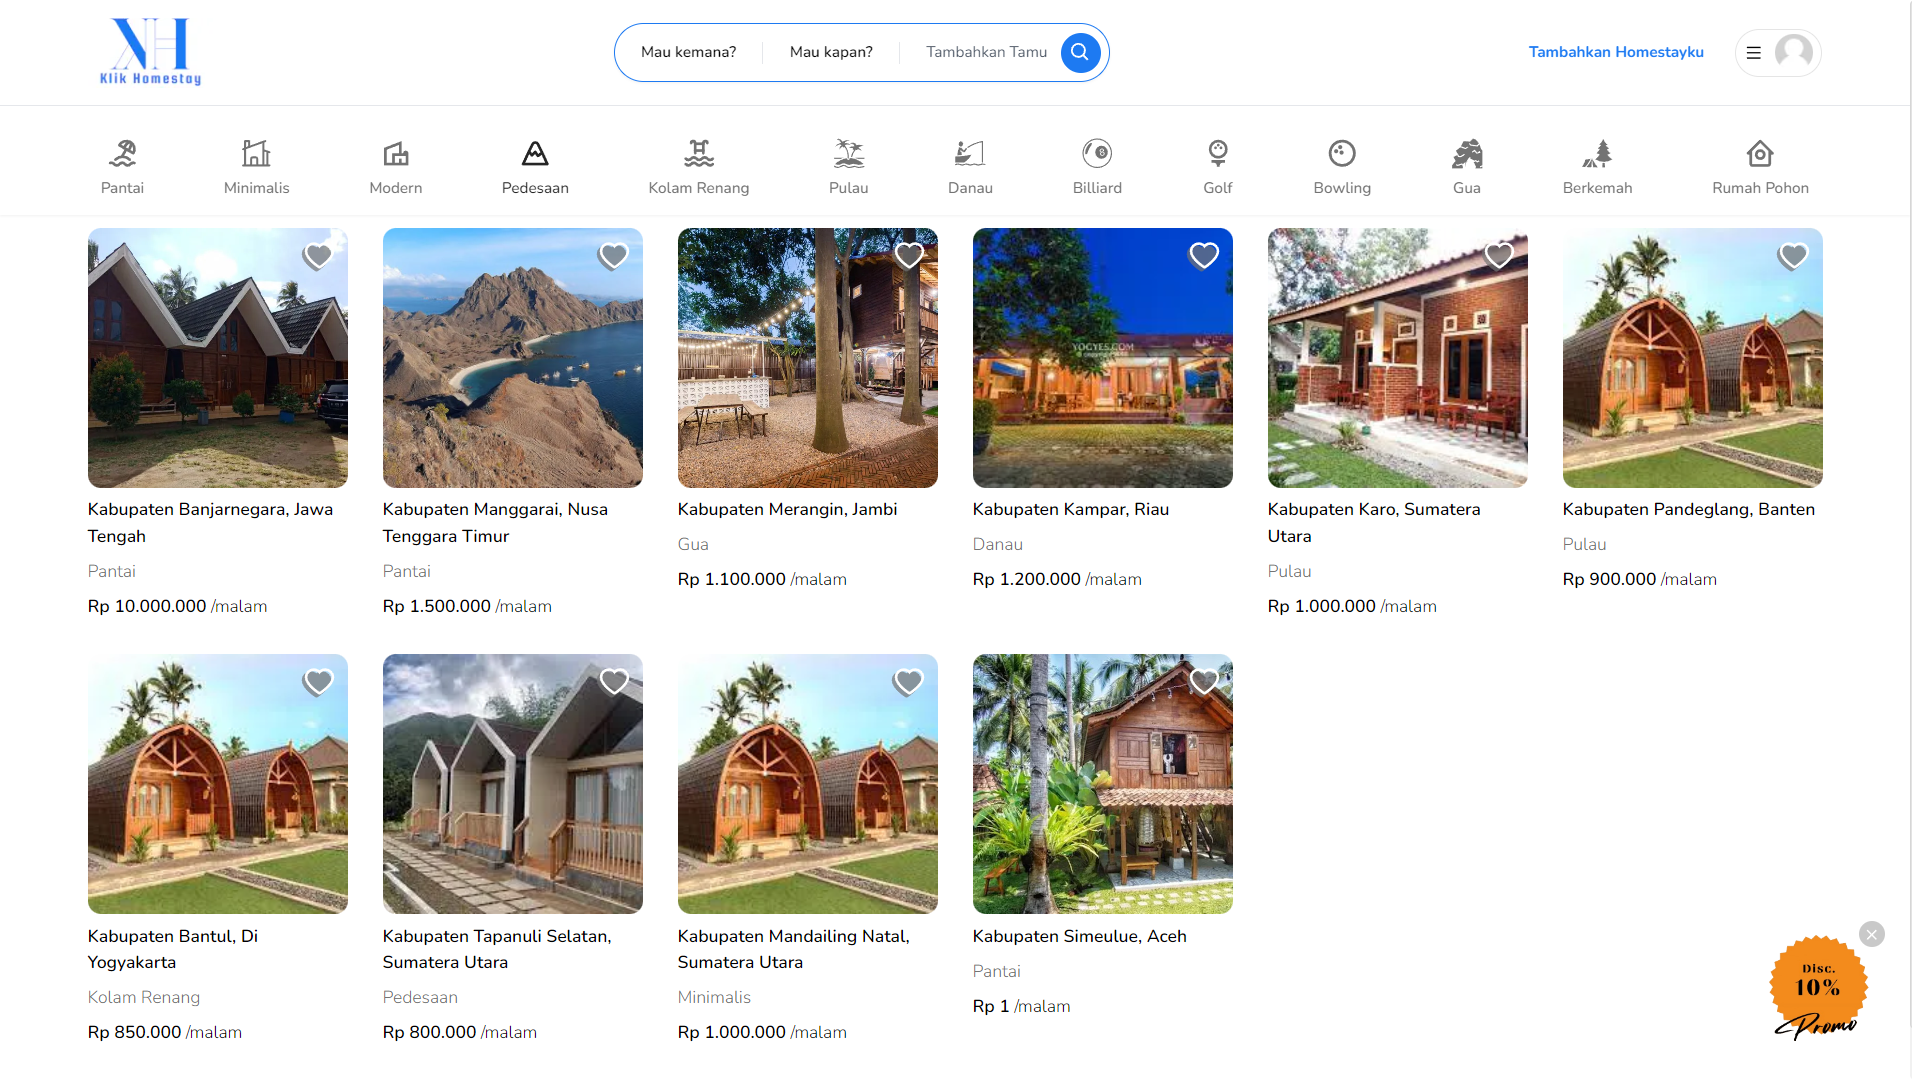 Klik Homestay
Mau kemana?
Mau kapan?
Tambahkan Tamu
Tambahkan Homestayku
Pantai
Minimalis
Modern
Pedesaan
Kolam Renang
Pulau
Danau
Billiard
Golf
Bowling
Gua
Berkemah
Rumah Pohon
YOGYES.COM
Kabupaten Banjarnegara, Jawa
Tengah
Pantai
Rp 10.000.000 /malam
Kabupaten Manggarai, Nusa
Tenggara Timur
Pantai
Rp 1.500.000 /malam
Kabupaten Merangin, Jambi
Gua
Rp 1.100.000 /malam
Kabupaten Kampar, Riau
Danau
Rp 1.200.000 /malam
Kabupaten Karo, Sumatera
Utara
Pulau
Rp 1.000.000 /malam
Kabupaten Pandeglang, Banten
Pulau
Rp 900.000 /malam
Kabupaten Bantul, Di
Yogyakarta
Kolam Renang
Rp 850.000 /malam
Kabupaten Tapanuli Selatan,
Sumatera Utara
Pedesaan
Rp 800.000 /malam
Kabupaten Mandailing Natal,
Sumatera Utara
Minimalis
Rp 1.000.000 /malam
Kabupaten Simeulue, Aceh
Pantai
Rp 1 /malam
Disc.
10%
Promo